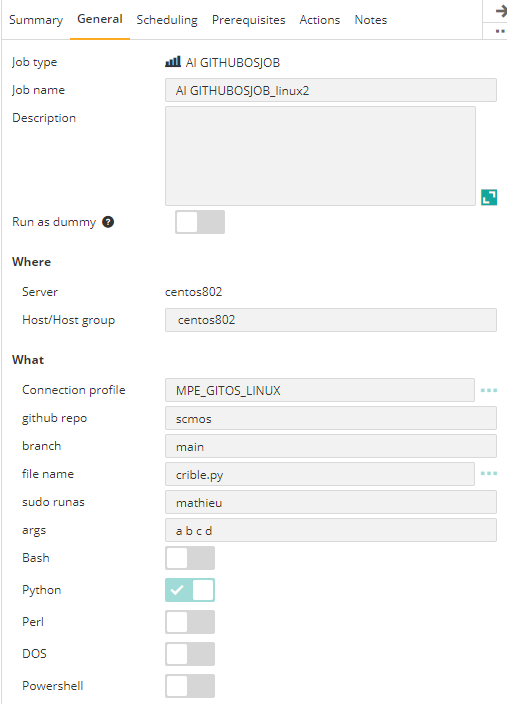 Summary General Scheduling Prerequisites Actions Notes
Job type AI GITHUBOSJOB
Job name AI GITHUBOSJOB_linux2
Description
Run as dummy ?
Where
Server centos802
Host/Host group centos802
What
Connection profile MPE_GITOS_LINUX
github repo scmos
branch main
file name crible.py
sudo runas mathieu
args a b c d
Bash
Python
Perl
DOS
Powershell